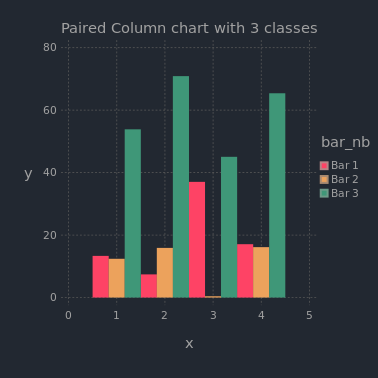 Paired Column chart with 3 classes
80
60
40
20
0
y
0 1 2 3 4 5
x
bar_nb
Bar 1
Bar 2
Bar 3